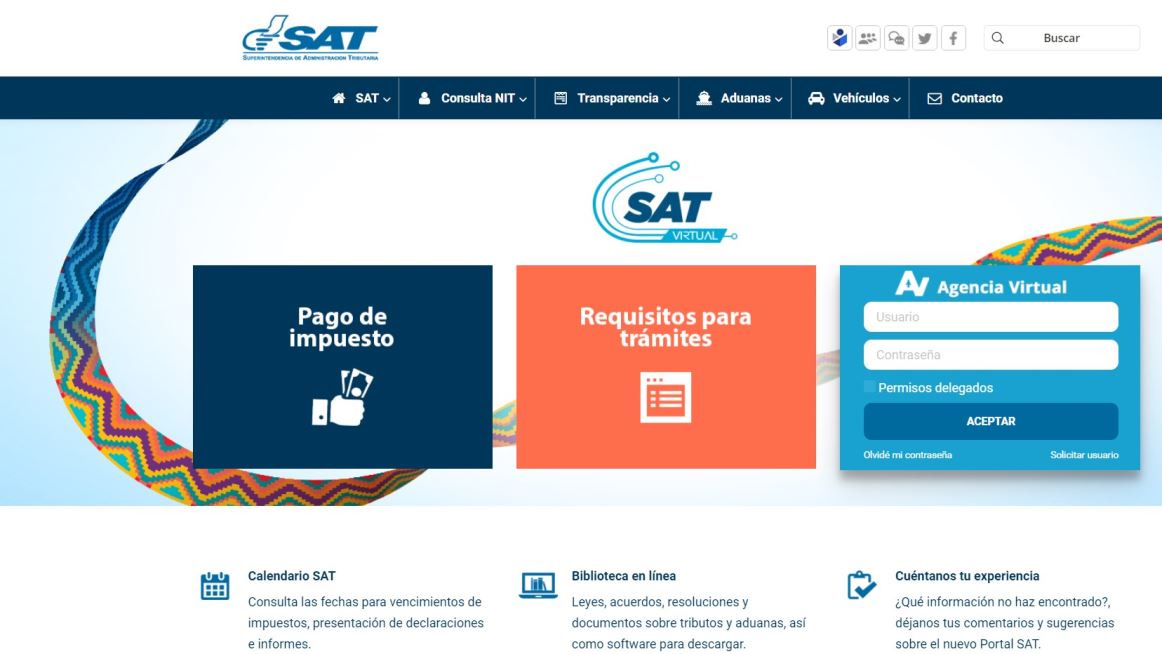 SAT
SUPERINTENDENCIA DE ADMINISTRACIÓN TRIBUTARIA
Buscar
SAT
Consulta NIT
Transparencia
Aduanas
Vehículos
Contacto
SAT
VIRTUAL
Pago de
impuesto
Requisitos para
trámites
AV Agencia Virtual
Usuario
Contraseña
Permisos delegados
ACEPTAR
Olvidé mi contraseña
Solicitar usuario
Calendario SAT
Consulta las fechas para vencimientos de
impuestos, presentación de declaraciones
e informes.
Biblioteca en línea
Leyes, acuerdos, resoluciones y
documentos sobre tributos y aduanas, así
como software para descargar.
Cuéntanos tu experiencia
¿Qué información no haz encontrado?,
déjanos tus comentarios y sugerencias
sobre el nuevo Portal SAT.